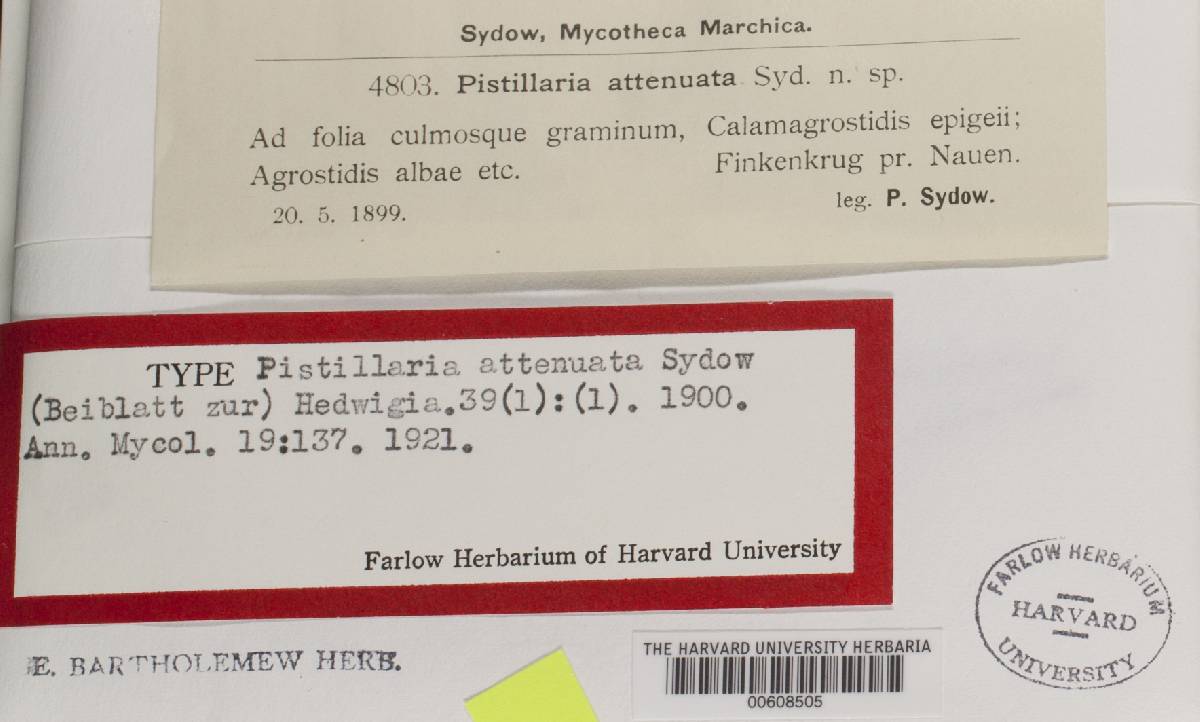 Sydow, Mycotheca Marchica.
4803. Pistillaria attenuata Syd. n. sp.
Ad folia culmosque graminum, Calamagrostidis epigeii;
Agrostidis albae etc. Finkenkrug pr. Nauen.
20. 5. 1899. leg. P. Sydow.
TYPE Pistillaria attenuata Sydow
(Beiblatt zur) Hedwigia.39(1):(1). 1900.
Ann. Mycol. 19:137. 1921.
Farlow Herbarium of Harvard University
E. BARTHOLEMEW HERB.
THE HARVARD UNIVERSITY HERBARIA
00608505
FARLOW HERBARIUM
HARVARD
UNIVERSITY